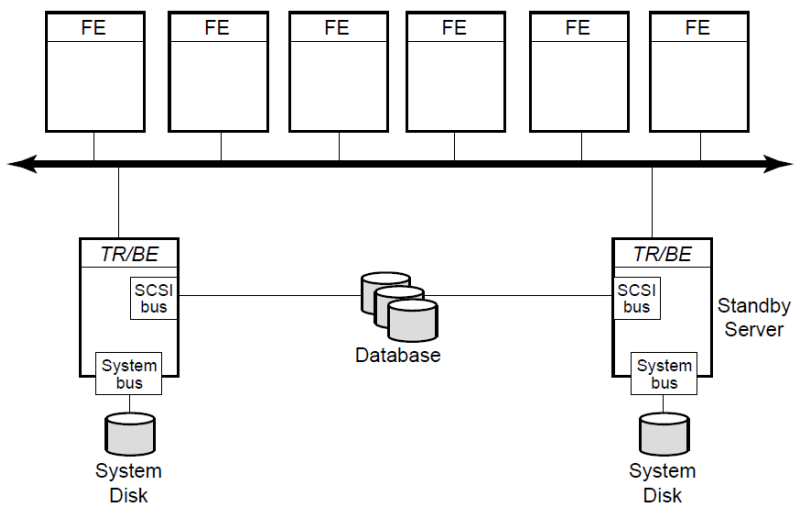 FE
FE
FE
FE
FE
FE
TR/BE
SCSI
bus
System
bus
System
Disk
Database
TR/BE
SCSI
bus
Standby
Server
System
bus
System
Disk